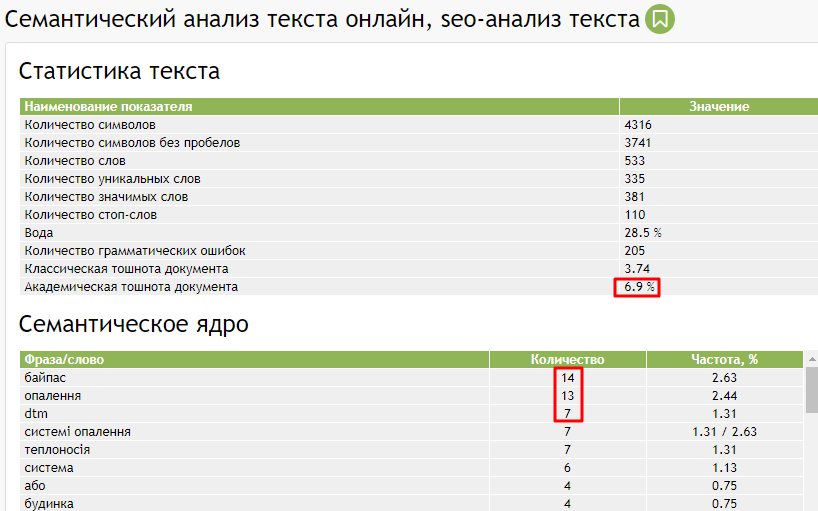 Семантический анализ текста онлайн, seo-анализ текста
Статистика текста
Наименование показателя Значение
Количество символов 4316
Количество символов без пробелов 3741
Количество слов 533
Количество уникальных слов 335
Количество значимых слов 381
Количество стоп-слов 110
Вода 28.5 %
Количество грамматических ошибок 205
Классическая тошнота документа 3.74
Академическая тошнота документа 6.9 %
Семантическое ядро
Фраза/слово Количество Частота, %
байпас 14 2.63
опалення 13 2.44
dtm 7 1.31
системі опалення 7 1.31 / 2.63
теплоносія 7 1.31
система 6 1.13
або 4 0.75
будинка 4 0.75